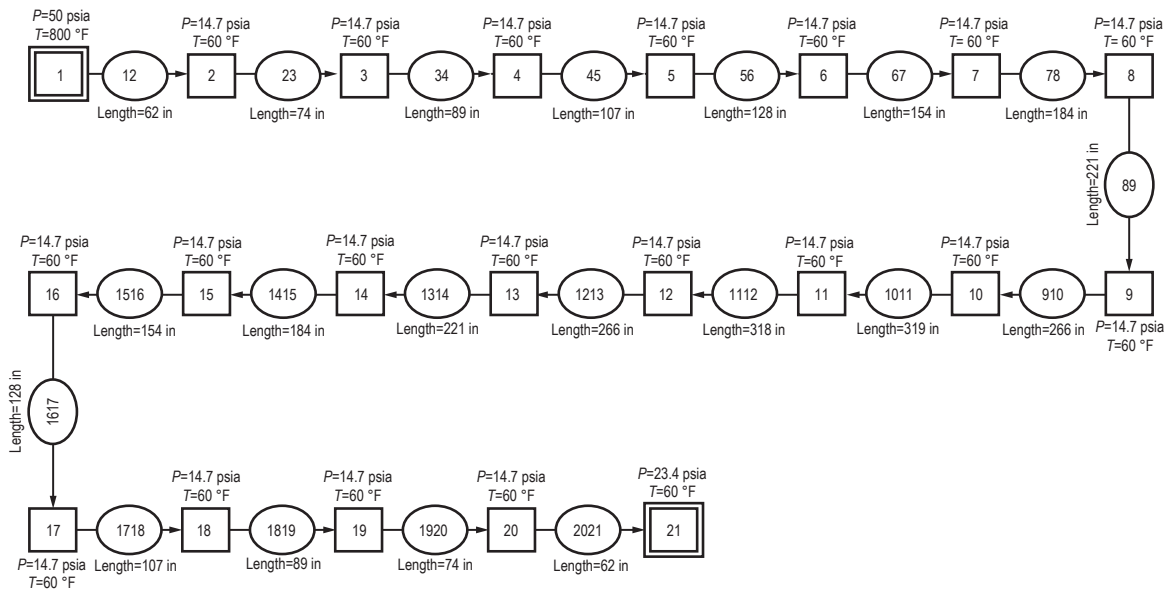 P=50 psia
T=800 °F
P=14.7 psia
T=60 °F
P=14.7 psia
T=60 °F
P=14.7 psia
T=60 °F
P=14.7 psia
T=60 °F
P=14.7 psia
T=60 °F
P=14.7 psia
T= 60 °F
P=14.7 psia
T= 60 °F
1
12
2
23
3
34
4
45
5
56
6
67
7
78
8
Length=62 in
Length=74 in
Length=89 in
Length=107 in
Length=128 in
Length=154 in
Length=184 in
Length=221 in
89
P=14.7 psia
T=60 °F
P=14.7 psia
T=60 °F
P=14.7 psia
T=60 °F
P=14.7 psia
T=60 °F
P=14.7 psia
T=60 °F
P=14.7 psia
T=60 °F
P=14.7 psia
T=60 °F
16
1516
15
1415
14
1314
13
1213
12
1112
11
1011
10
910
9
Length=154 in
Length=184 in
Length=221 in
Length=266 in
Length=318 in
Length=319 in
Length=266 in
P=14.7 psia
T=60 °F
Length=128 in
1617
P=14.7 psia
T=60 °F
P=14.7 psia
T=60 °F
P=14.7 psia
T=60 °F
P=23.4 psia
T=60 °F
17
1718
18
1819
19
1920
20
2021
21
P=14.7 psia
T=60 °F
Length=107 in
Length=89 in
Length=74 in
Length=62 in